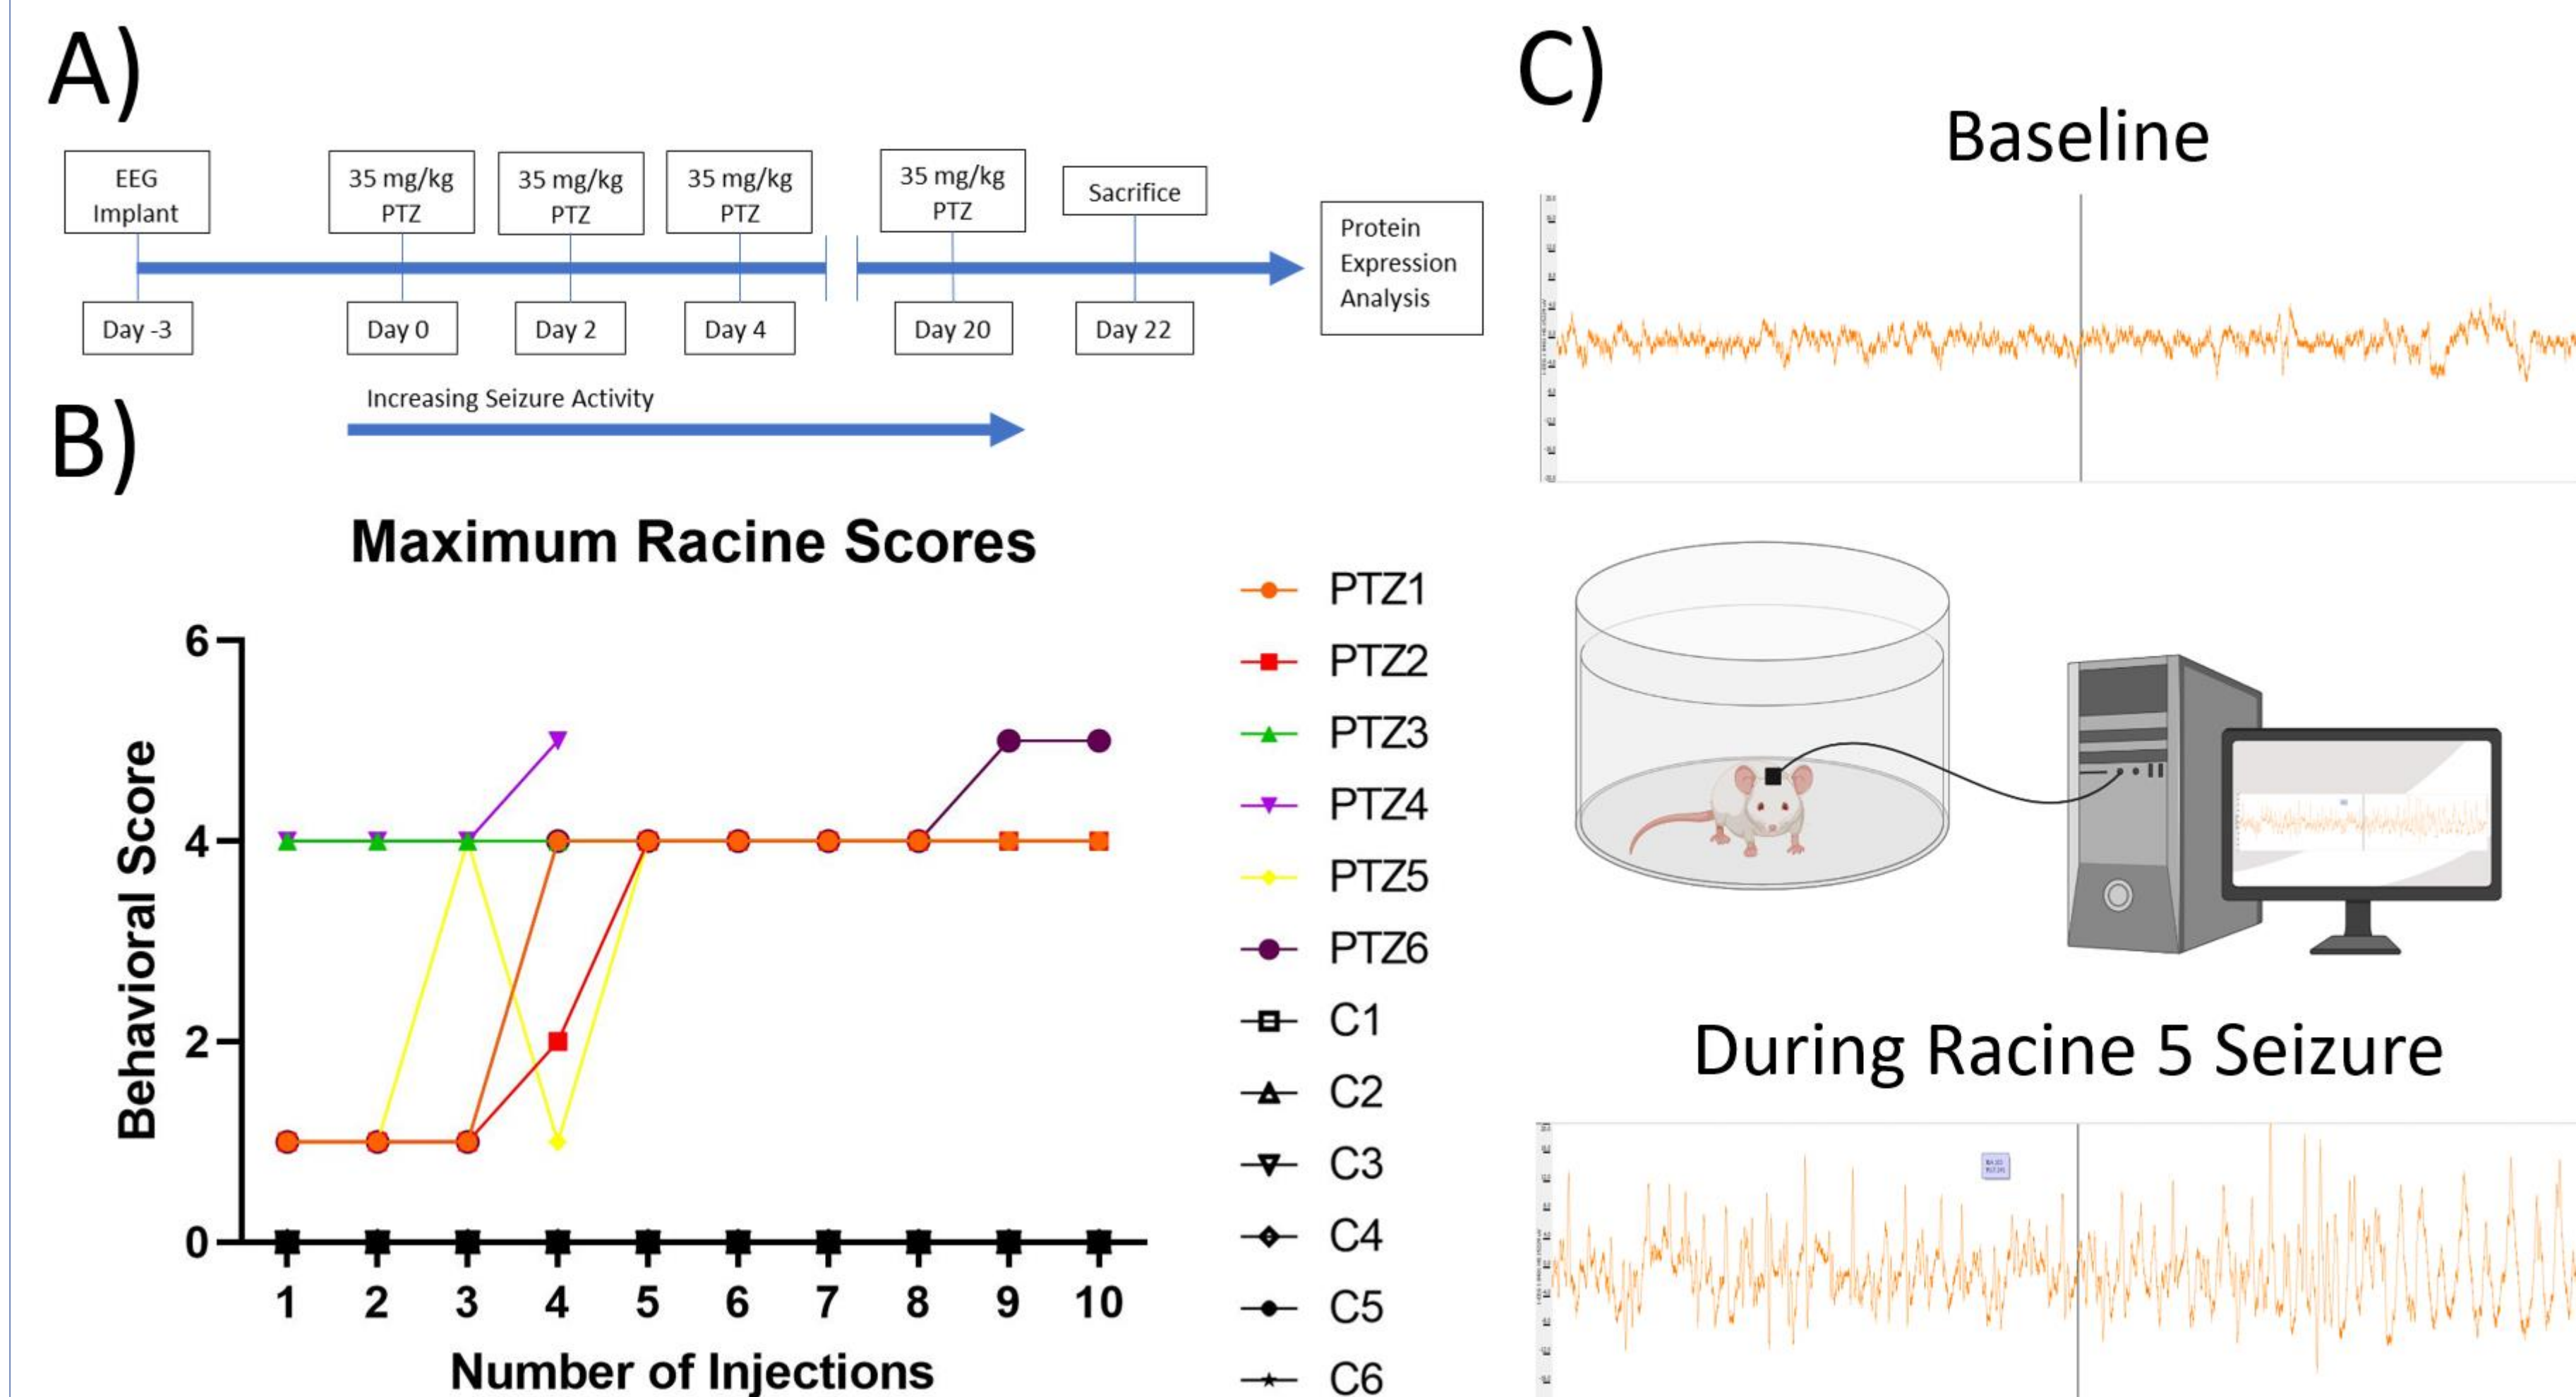 A)
EEG
Implant
35 mg/kg
PTZ
35 mg/kg
PTZ
35 mg/kg
PTZ
35 mg/kg
PTZ
Sacrifice
Protein
Expression
Analysis
Day -3
Day 0
Day 2
Day 4
Day 20
Day 22
Increasing Seizure Activity
B)
Maximum Racine Scores
Behavioral Score
6
4
2
0
1 2 3 4 5 6 7 8 9 10
Number of Injections
PTZ1
PTZ2
PTZ3
PTZ4
PTZ5
PTZ6
C1
C2
C3
C4
C5
C6
C)
Baseline
During Racine 5 Seizure